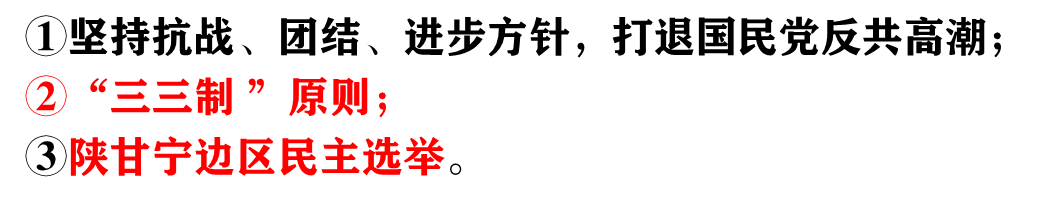 ①坚持抗战、团结、进步方针，打退国民党反共高潮；
②“三三制”原则；
③陕甘宁边区民主选举。